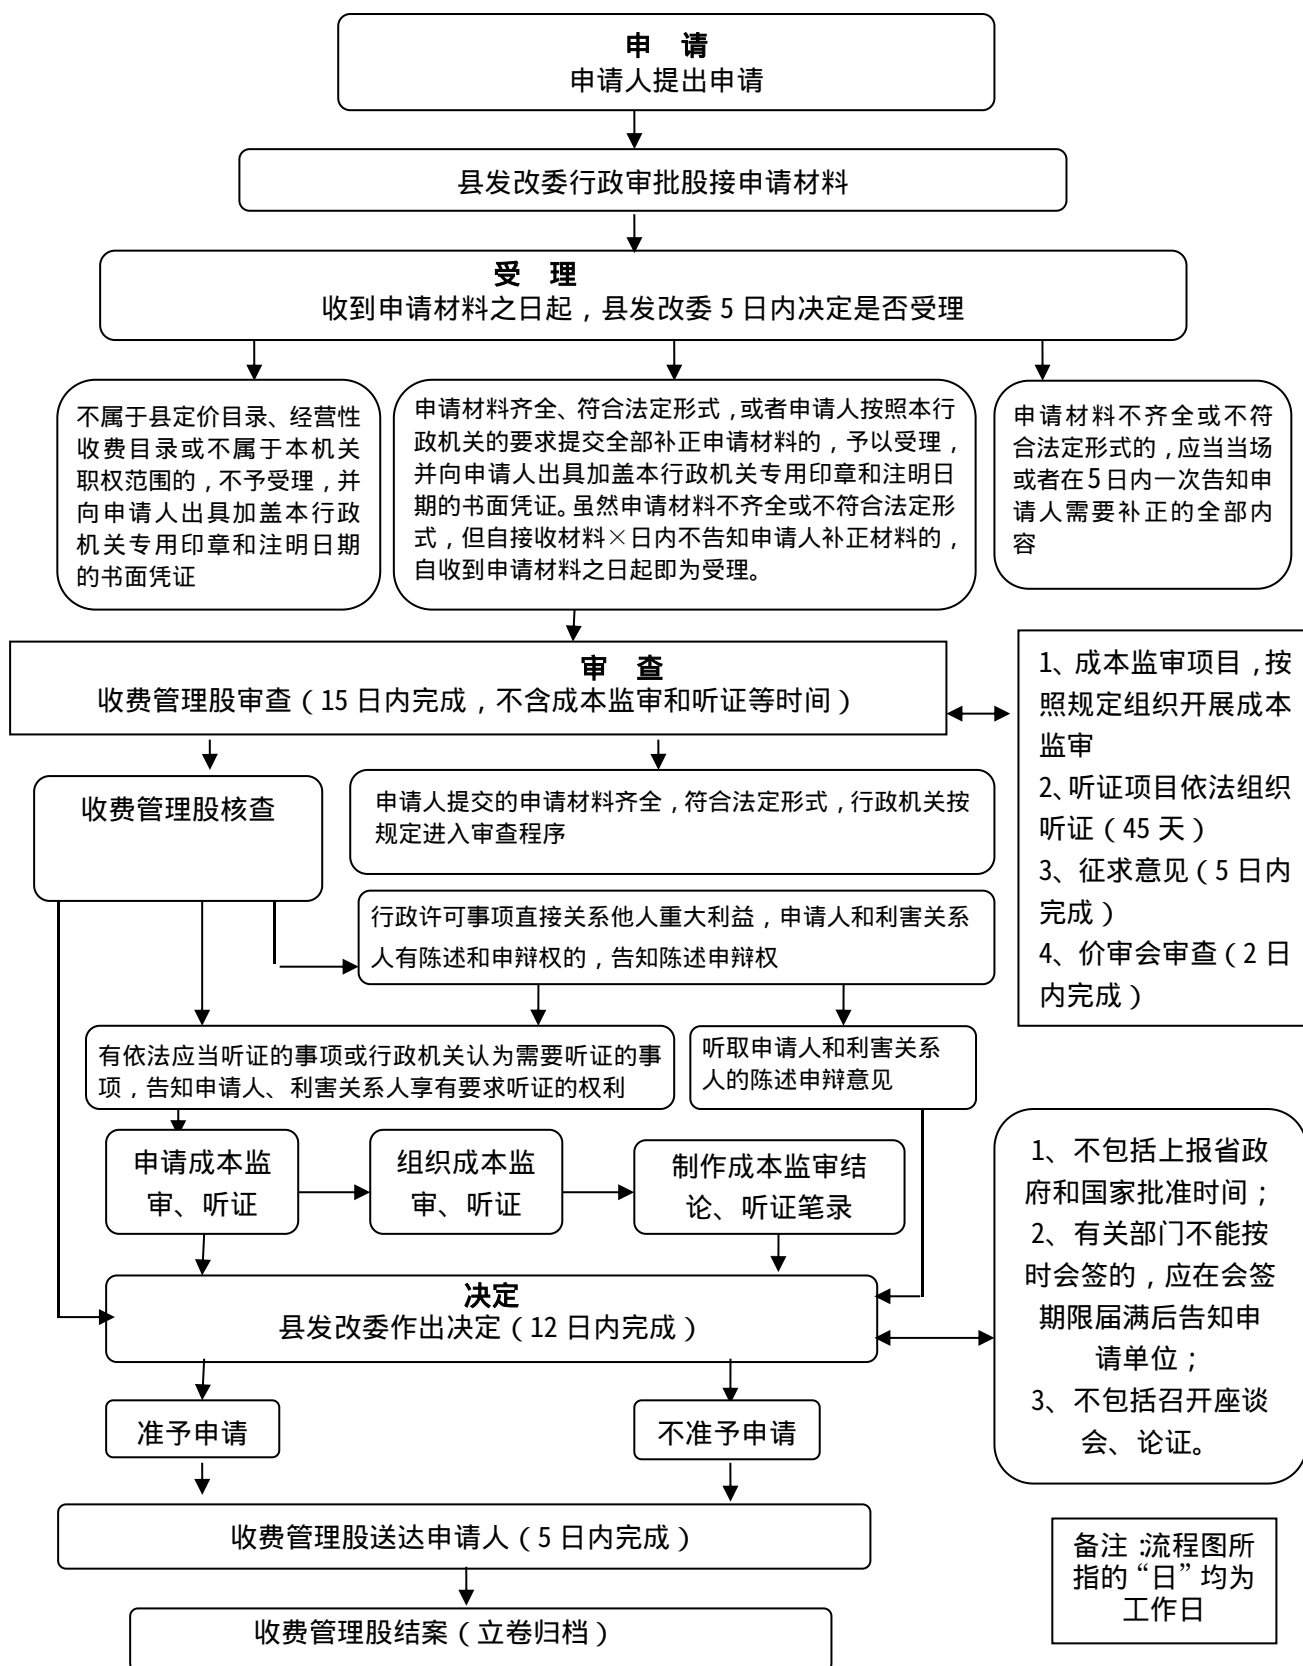 申 请
申请人提出申请
县发改委行政审批股接申请材料
受 理
收到申请材料之日起，县发改委 5 日内决定是否受理
不属于县定价目录、经营性
收费目录或不属于本机关
职权范围的，不予受理，并
向申请人出具加盖本行政
机关专用印章和注明日期
的书面凭证
申请材料齐全、符合法定形式，或者申请人按照本行
政机关的要求提交全部补正申请材料的，予以受理，
并向申请人出具加盖本行政机关专用印章和注明日
期的书面凭证。虽然申请材料不齐全或不符合法定形
式，但自接收材料×日内不告知申请人补正材料的，
自收到申请材料之日起即为受理。
申请材料不齐全或不符
合法定形式的，应当当场
或者在 5 日内一次告知申
请人需要补正的全部内
容
审 查
收费管理股审查（15 日内完成，不含成本监审和听证等时间）
1、成本监审项目，按
照规定组织开展成本
监审
2、听证项目依法组织
听证（45 天）
3、征求意见（5 日内
完成）
4、价审会审查（2 日
内完成）
收费管理股核查
申请人提交的申请材料齐全，符合法定形式，行政机关按
规定进入审查程序
行政许可事项直接关系他人重大利益，申请人和利害关系
人有陈述和申辩权的，告知陈述申辩权
有依法应当听证的事项或行政机关认为需要听证的事
项，告知申请人、利害关系人享有要求听证的权利
听取申请人和利害关系
人的陈述申辩意见
申请成本监
审、听证
组织成本监
审、听证
制作成本监审结
论、听证笔录
1、不包括上报省政
府和国家批准时间；
2、有关部门不能按
时会签的，应在会签
期限届满后告知申
请单位；
3、不包括召开座谈
会、论证。
决定
县发改委作出决定（12 日内完成）
准予申请
不准予申请
收费管理股送达申请人（5 日内完成）
备注：流程图所
指的“日”均为
工作日
收费管理股结案（立卷归档）